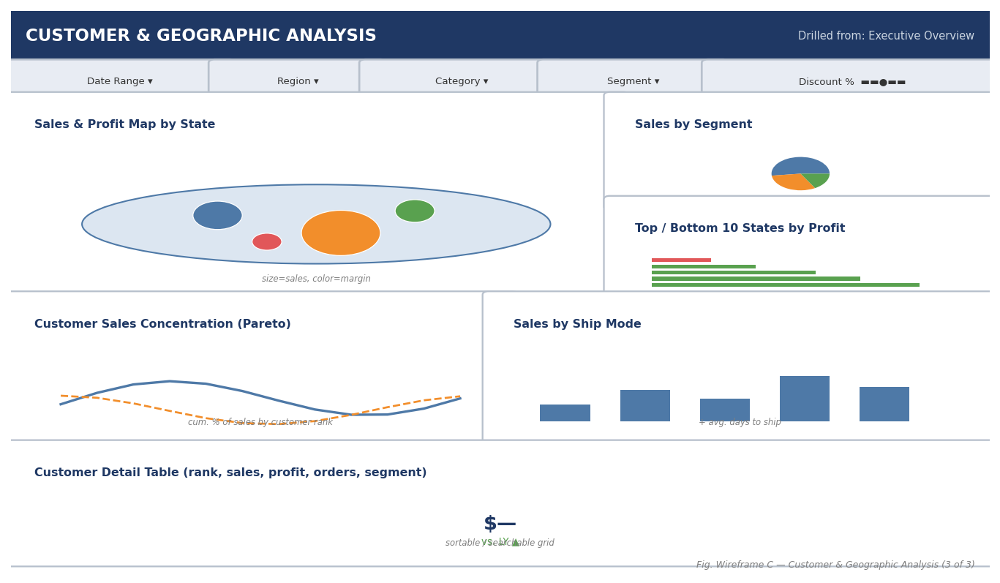 CUSTOMER & GEOGRAPHIC ANALYSIS
Drilled from: Executive Overview
Date Range ▾
Region ▾
Category ▾
Segment ▾
Discount % ▬▬●▬▬
Sales & Profit Map by State
Sales by Segment
Top / Bottom 10 States by Profit
size=sales, color=margin
Customer Sales Concentration (Pareto)
Sales by Ship Mode
cum. % of sales by customer rank
+ avg. days to ship
Customer Detail Table (rank, sales, profit, orders, segment)
$—
vs. LY ▲
sortable / searchable grid
Fig. Wireframe C — Customer & Geographic Analysis (3 of 3)